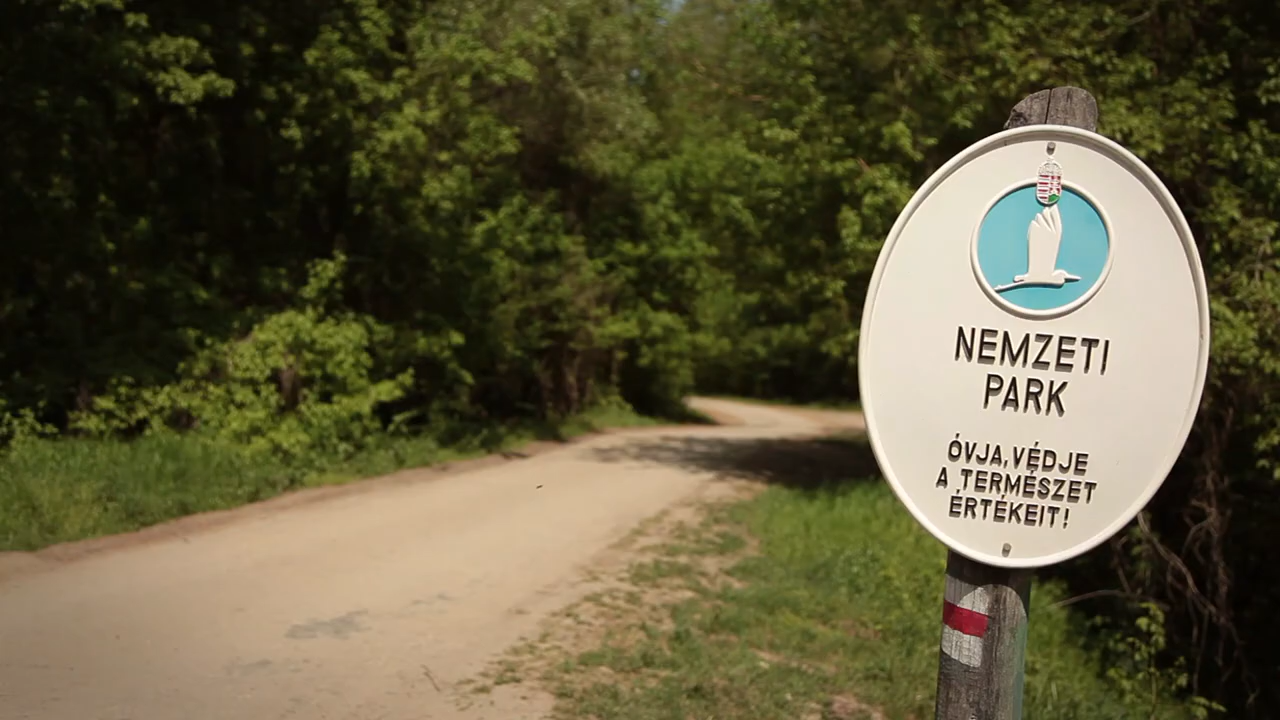 NEMZETI
PARK
ÓVJA,VÉDJE
A TERMÉSZET
ÉRTÉKEIT!